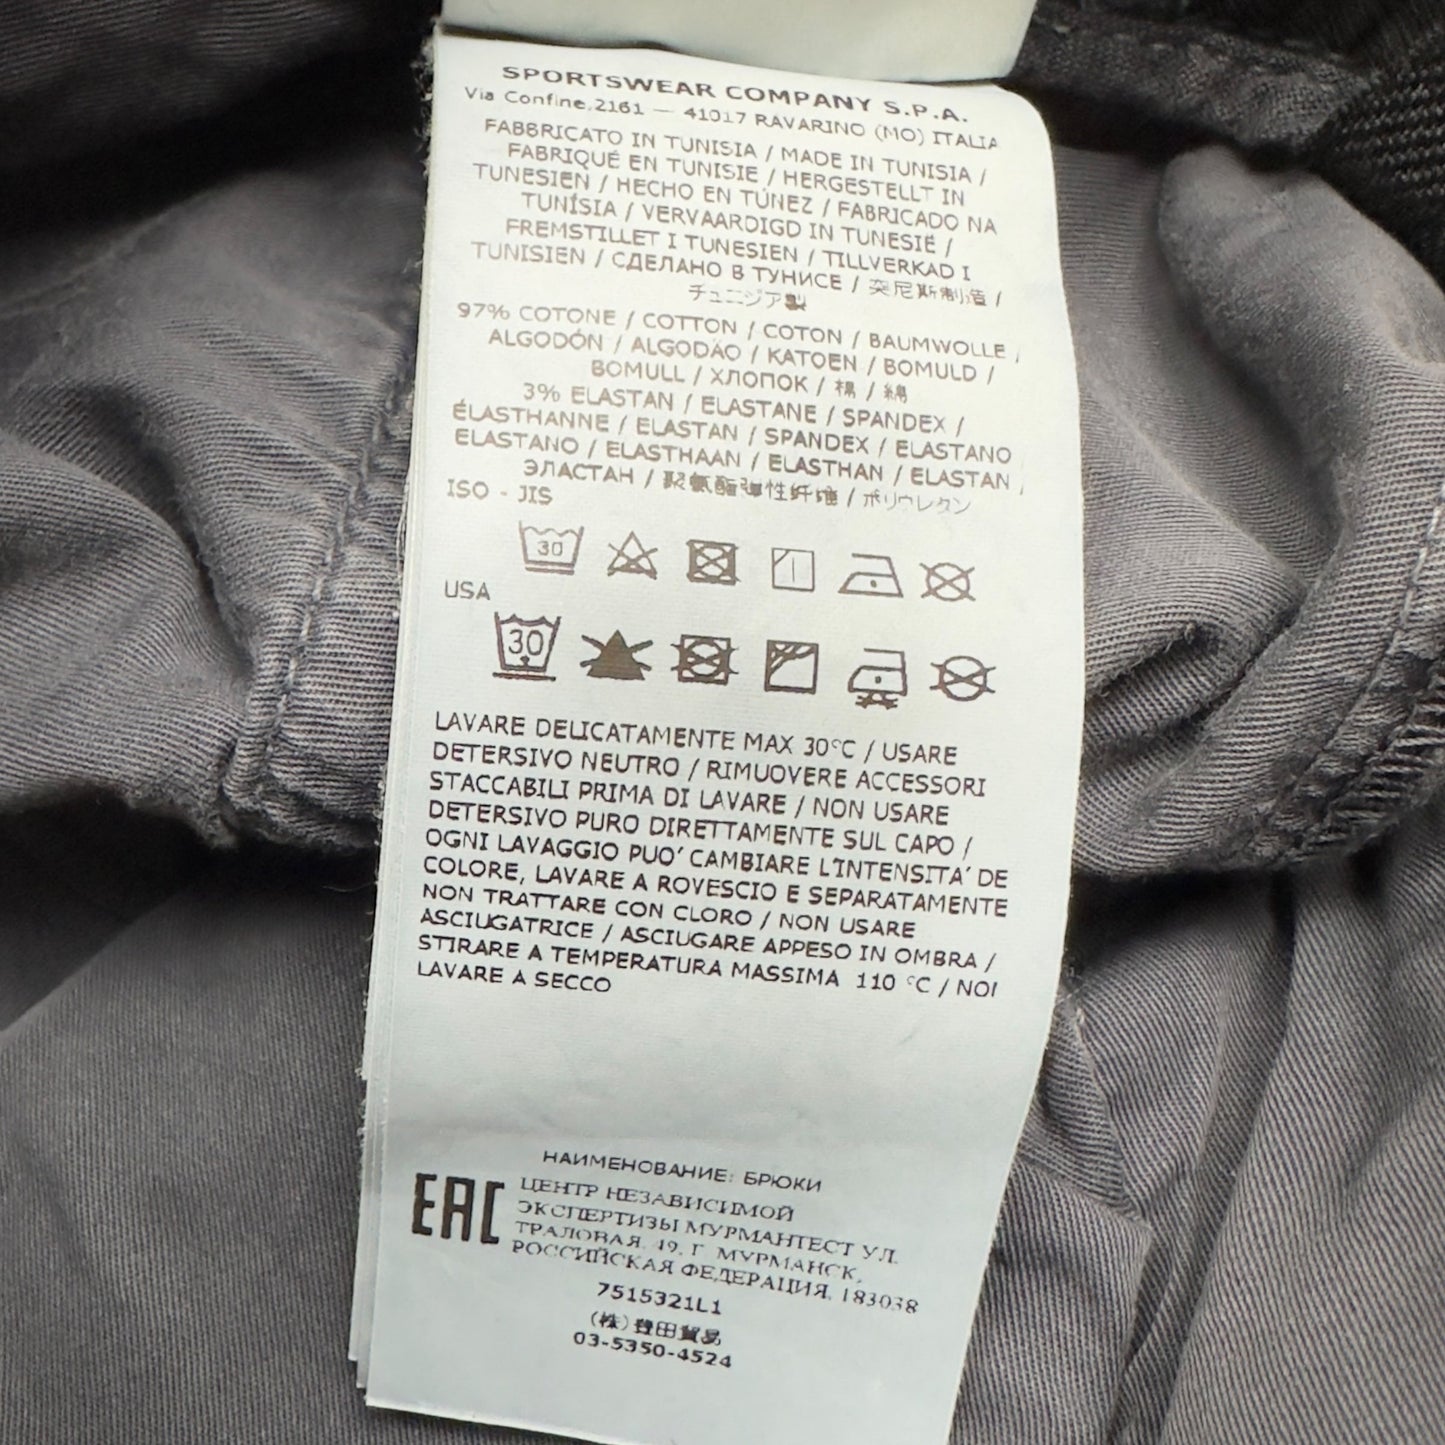 SPORTSWEAR COMPANY S.P.A.
Via Confine,2161 — 41017 RAVARINO (MO) ITALIA
FABBRICATO IN TUNISIA / MADE IN TUNISIA /
FABRIQUÉ EN TUNISIE / HERGESTELLT IN
TUNESIEN / HECHO EN TÚNEZ / FABRICADO NA
TUNÍSIA / VERVAARDIGD IN TUNESIË /
FREMSTILLET I TUNESIEN / TILLVERKAD I
TUNISIEN / СДЕЛАНО В ТУНИСЕ / 突尼斯制造 /
チュニジア製
97% COTONE / COTTON / COTON / BAUMWOLLE /
ALGODÓN / ALGODÃO / KATOEN / BOMULD /
BOMULL / ХЛОПОК / 棉 / 綿
3% ELASTAN / ELASTANE / SPANDEX /
ÉLASTHANNE / ELASTAN / SPANDEX / ELASTANO
ELASTANO / ELASTHAAN / ELASTHAN / ELASTAN /
ЭЛАСТАН / 聚氨酯弹性纤维 / ポリウレタン
ISO - JIS
30
USA
30
LAVARE DELICATAMENTE MAX 30°C / USARE
DETERSIVO NEUTRO / RIMUOVERE ACCESSORI
STACCABILI PRIMA DI LAVARE / NON USARE
DETERSIVO PURO DIRETTAMENTE SUL CAPO /
OGNI LAVAGGIO PUO' CAMBIARE L'INTENSITA' DE
COLORE, LAVARE A ROVESCIO E SEPARATAMENTE
NON TRATTARE CON CLORO / NON USARE
ASCIUGATRICE / ASCIUGARE APPESO IN OMBRA /
STIRARE A TEMPERATURA MASSIMA 110 °C / NO
LAVARE A SECCO
НАИМЕНОВАНИЕ: БРЮКИ
EAC
ЦЕНТР НЕЗАВИСИМОЙ
ЭКСПЕРТИЗЫ МУРМАНТЕСТ УЛ.
ТРАЛОВАЯ, 49, Г. МУРМАНСК,
РОССИЙСКАЯ ФЕДЕРАЦИЯ, 183038
7515321L1
(株) 豊田貿易
03-5350-4524